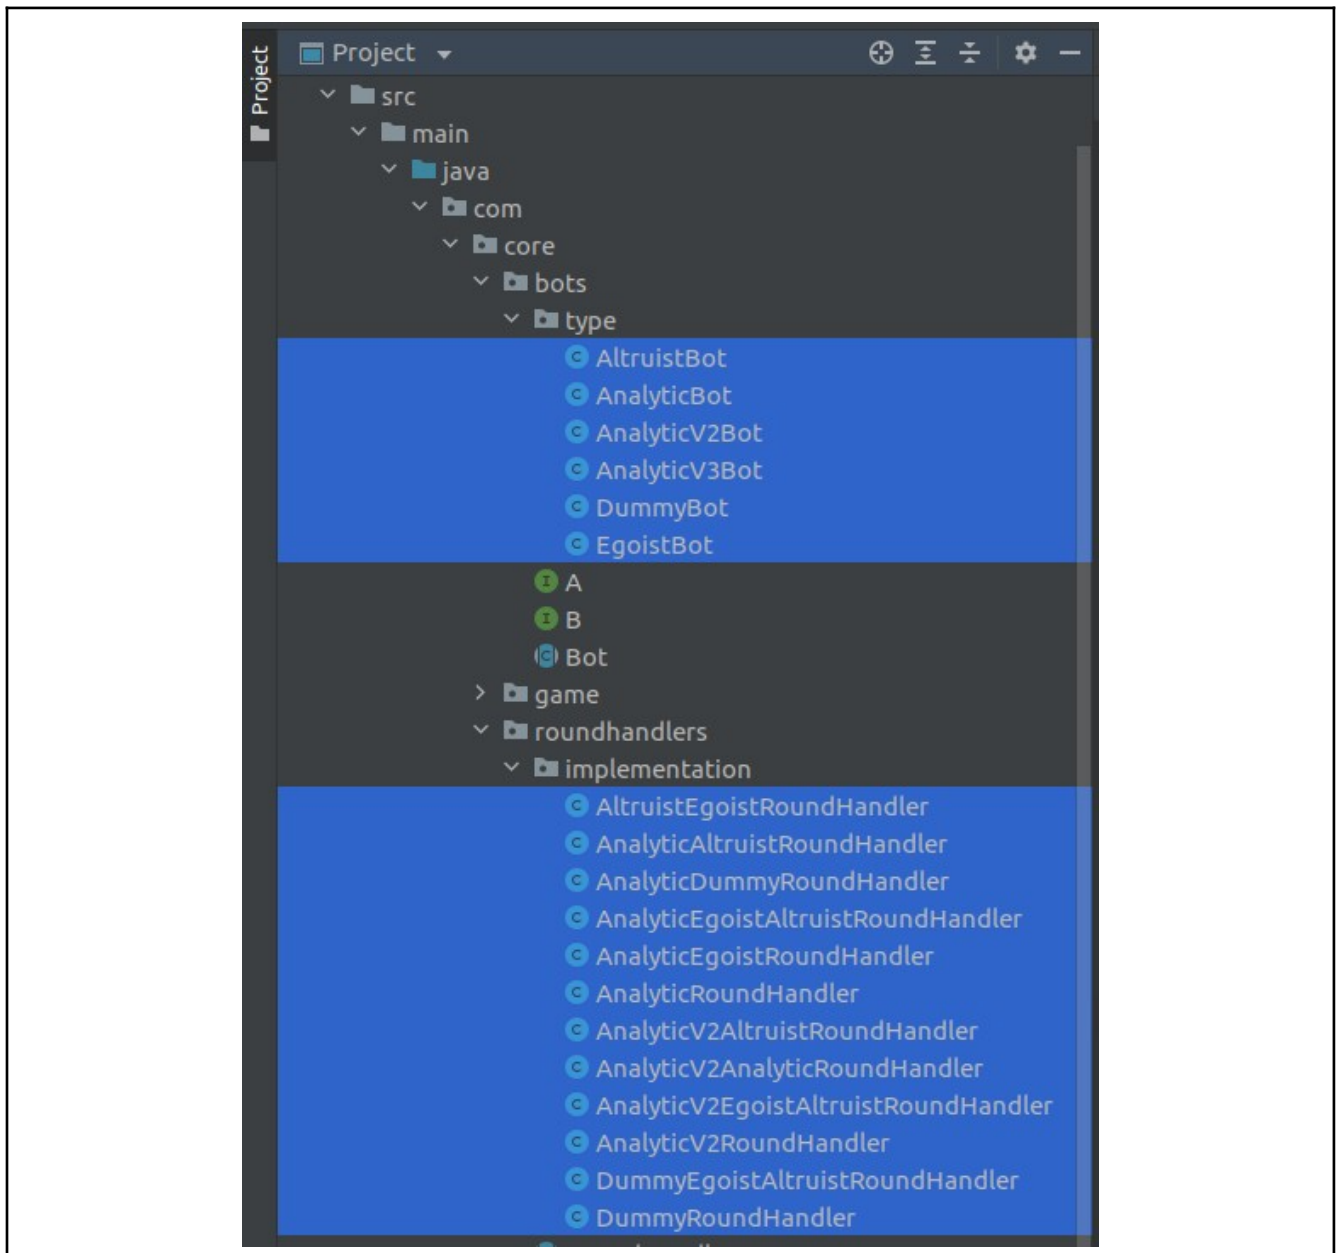 Project
Project
src
main
java
com
core
bots
type
AltruistBot
AnalyticBot
AnalyticV2Bot
AnalyticV3Bot
DummyBot
EgoistBot
A
B
Bot
game
roundhandlers
implementation
AltruistEgoistRoundHandler
AnalyticAltruistRoundHandler
AnalyticDummyRoundHandler
AnalyticEgoistAltruistRoundHandler
AnalyticEgoistRoundHandler
AnalyticRoundHandler
AnalyticV2AltruistRoundHandler
AnalyticV2AnalyticRoundHandler
AnalyticV2EgoistAltruistRoundHandler
AnalyticV2RoundHandler
DummyEgoistAltruistRoundHandler
DummyRoundHandler